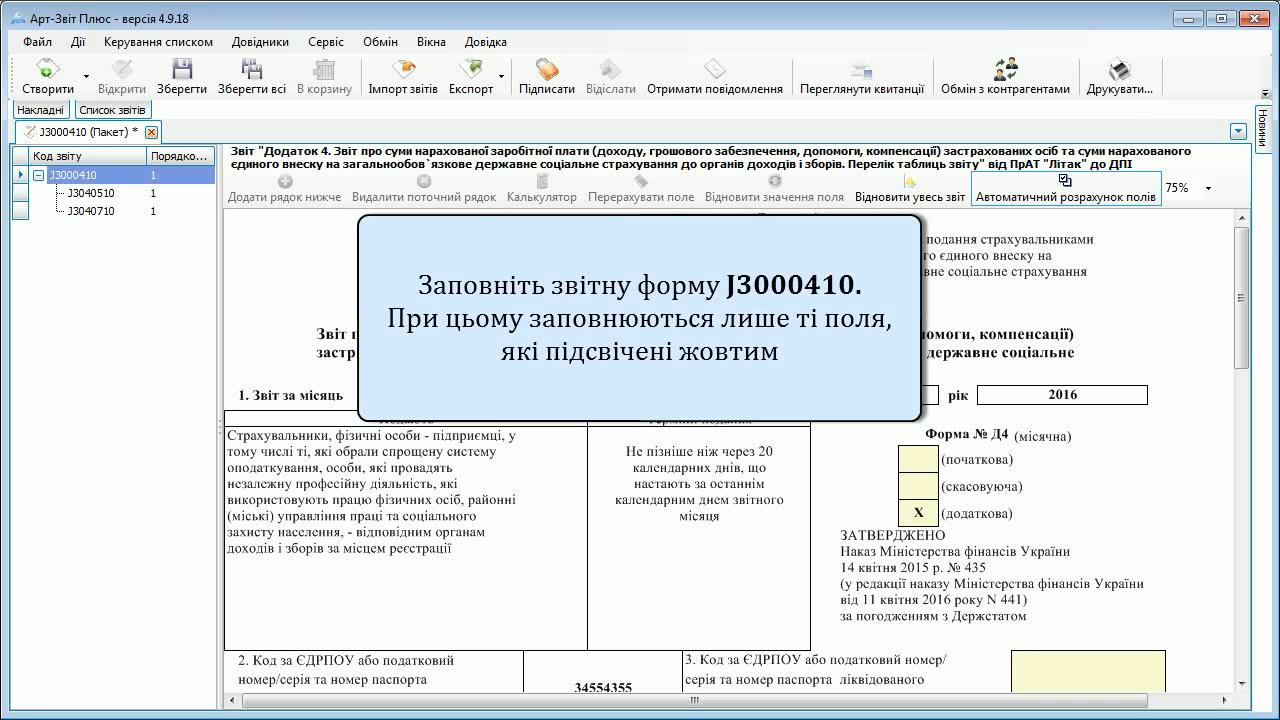 Арт-Звіт Плюс - версія 4.9.18
Файл Дії Керування списком Довідники Сервіс Обмін Вікна Довідка
Створити Відкрити Зберегти Зберегти всі В корзину Імпорт звітів Експорт Підписати Відіслати Отримати повідомлення Переглянути квитанції Обмін з контрагентами Друкувати...
Накладні Список звітів
Новини
J3000410 (Пакет) *
Код звіту Порядко...
J3000410 1
J3040510 1
J3040710 1
Звіт "Додаток 4. Звіт про суми нарахованої заробітної плати (доходу, грошового забезпечення, допомоги, компенсації) застрахованих осіб та суми нарахованого
єдиного внеску на загальнообов`язкове державне соціальне страхування до органів доходів і зборів. Перелік таблиць звіту" від ПрАТ "Літак" до ДПІ
Додати рядок нижче Видалити поточний рядок Калькулятор Перерахувати поле Відновити значення поля Відновити увесь звіт Автоматичний розрахунок полів 75%
подання страхувальниками
го єдиного внеску на
вне соціальне страхування
Заповніть звітну форму J3000410.
При цьому заповнюються лише ті поля,
які підсвічені жовтим
Звіт п
омоги, компенсації)
застр
державне соціальне
1. Звіт за місяць
рік 2016
Страхувальники, фізичні особи - підприємці, у
тому числі ті, які обрали спрощену систему
оподаткування, особи, які провадять
незалежну професійну діяльність, які
використовують працю фізичних осіб, районні
(міські) управління праці та соціального
захисту населення, - відповідним органам
доходів і зборів за місцем реєстрації
Не пізніше ніж через 20
календарних днів, що
настають за останнім
календарним днем звітного
місяця
Форма № Д4 (місячна)
(початкова)
(скасовуюча)
X (додаткова)
ЗАТВЕРДЖЕНО
Наказ Міністерства фінансів України
14 квітня 2015 р. № 435
(у редакції наказу Міністерства фінансів України
від 11 квітня 2016 року N 441)
за погодженням з Держстатом
2. Код за ЄДРПОУ або податковий
номер/серія та номер паспорта
34554355
3. Код за ЄДРПОУ або податковий номер/
серія та номер паспорта ліквідованого